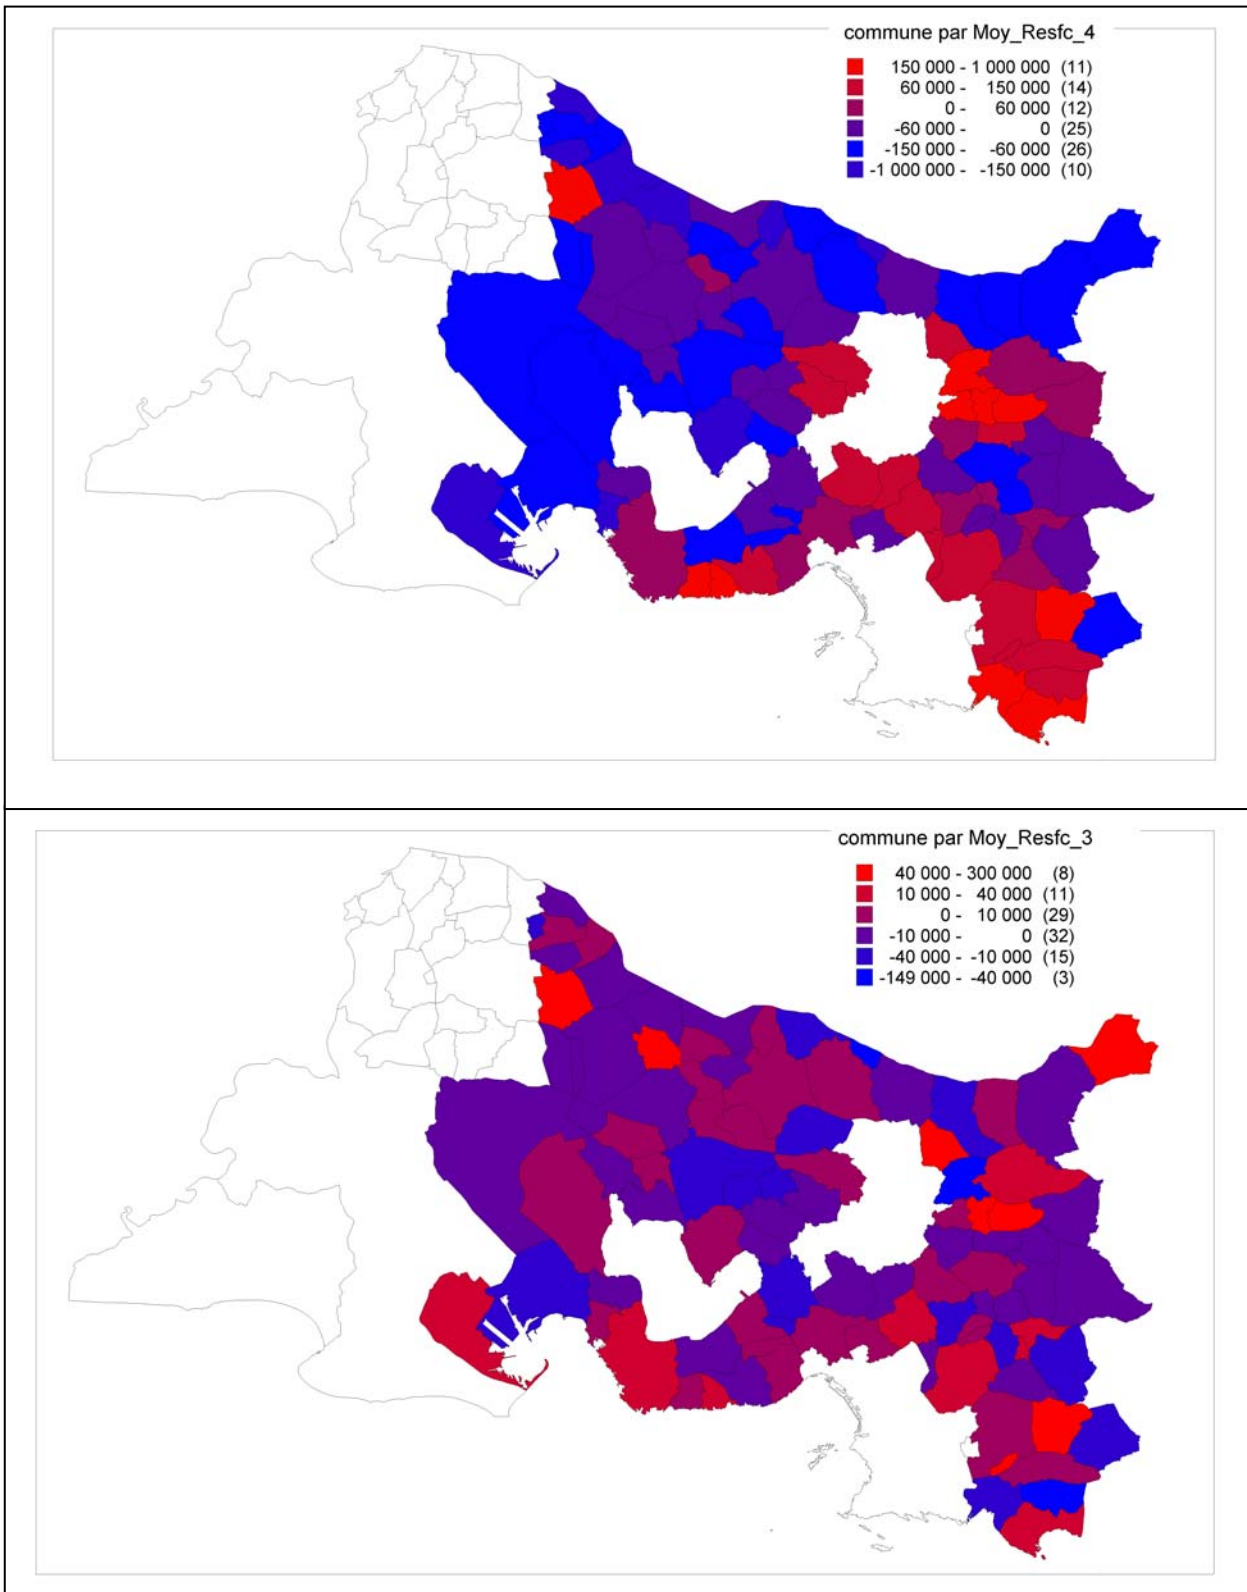 commune par Moy_Resfc_4
150 000 - 1 000 000 (11)
60 000 - 150 000 (14)
0 - 60 000 (12)
-60 000 - 0 (25)
-150 000 - -60 000 (26)
-1 000 000 - -150 000 (10)
commune par Moy_Resfc_3
40 000 - 300 000 (8)
10 000 - 40 000 (11)
0 - 10 000 (29)
-10 000 - 0 (32)
-40 000 - -10 000 (15)
-149 000 - -40 000 (3)